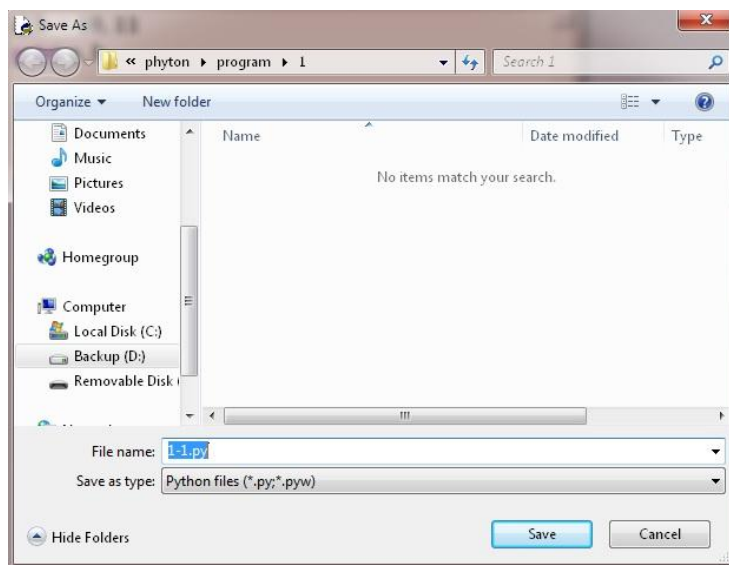 Save As
« phyton ▸ program ▸ 1
Search 1
Organize New folder
Name Date modified Type
No items match your search.
Documents
Music
Pictures
Videos
Homegroup
Computer
Local Disk (C:)
Backup (D:)
Removable Disk
File name: 1-1.py
Save as type: Python files (*.py;*.pyw)
Hide Folders Save Cancel